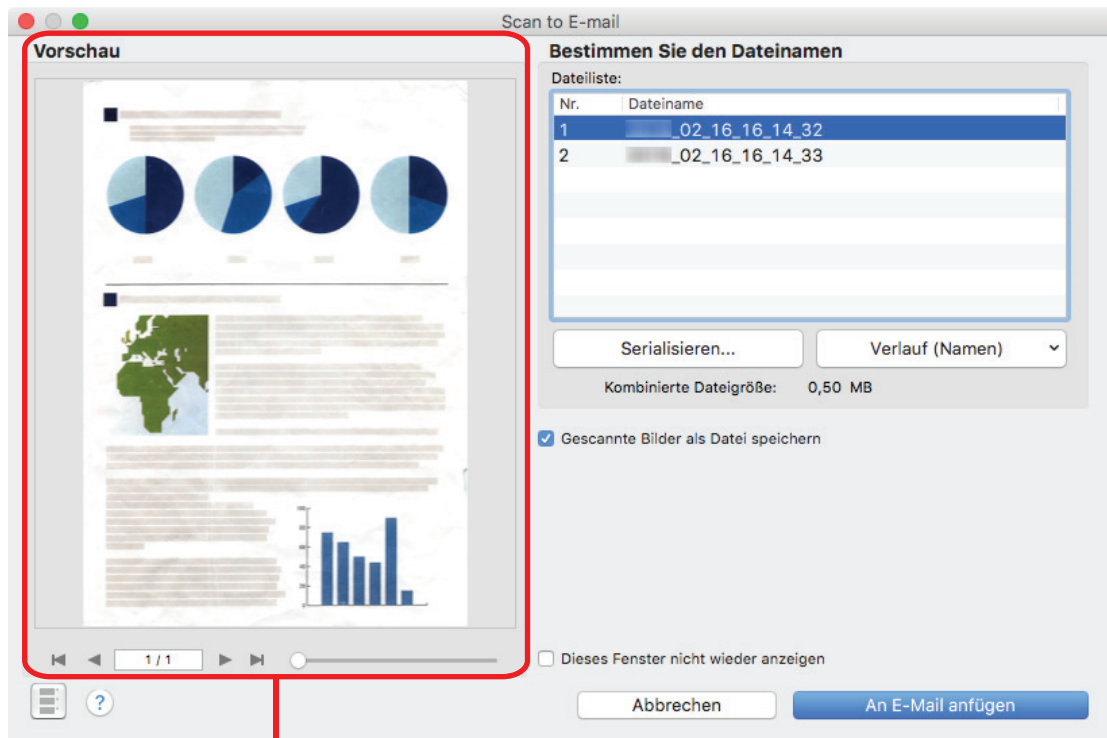 Scan to E-mail
Vorschau
1 / 1
?
Bestimmen Sie den Dateinamen
Dateiliste:
Nr. Dateiname
1 _02_16_16_14_32
2 _02_16_16_14_33
Serialisieren...
Verlauf (Namen)
Kombinierte Dateigröße: 0,50 MB
Gescannte Bilder als Datei speichern
Dieses Fenster nicht wieder anzeigen
Abbrechen
An E-Mail anfügen